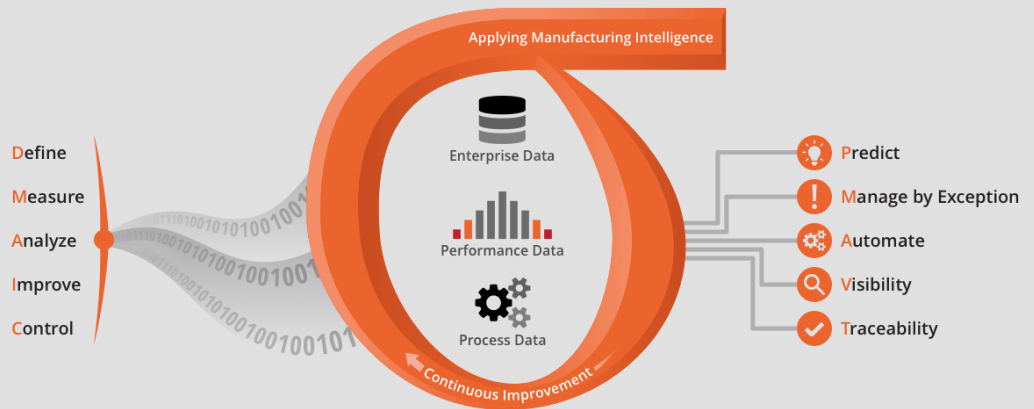 Applying Manufacturing Intelligence
Define
Measure
Analyze
Improve
Control
Enterprise Data
Performance Data
Process Data
Continuous Improvement
Predict
Manage by Exception
Automate
Visibility
Traceability